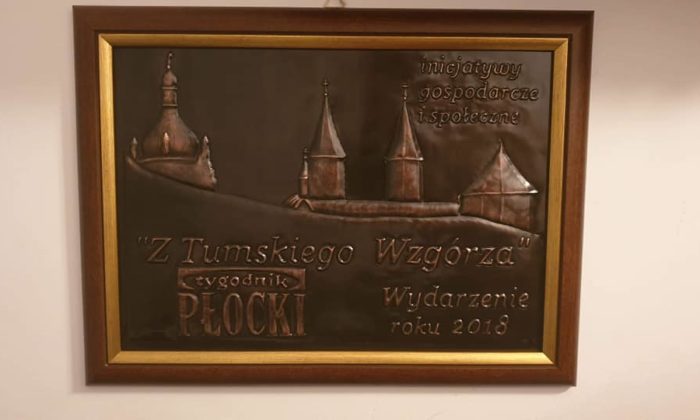 inicjatywy
gospodarcze
i społeczne
"Z Tumskiego Wzgórza"
tygodnik
PŁOCKI
Wydarzenie
roku 2018